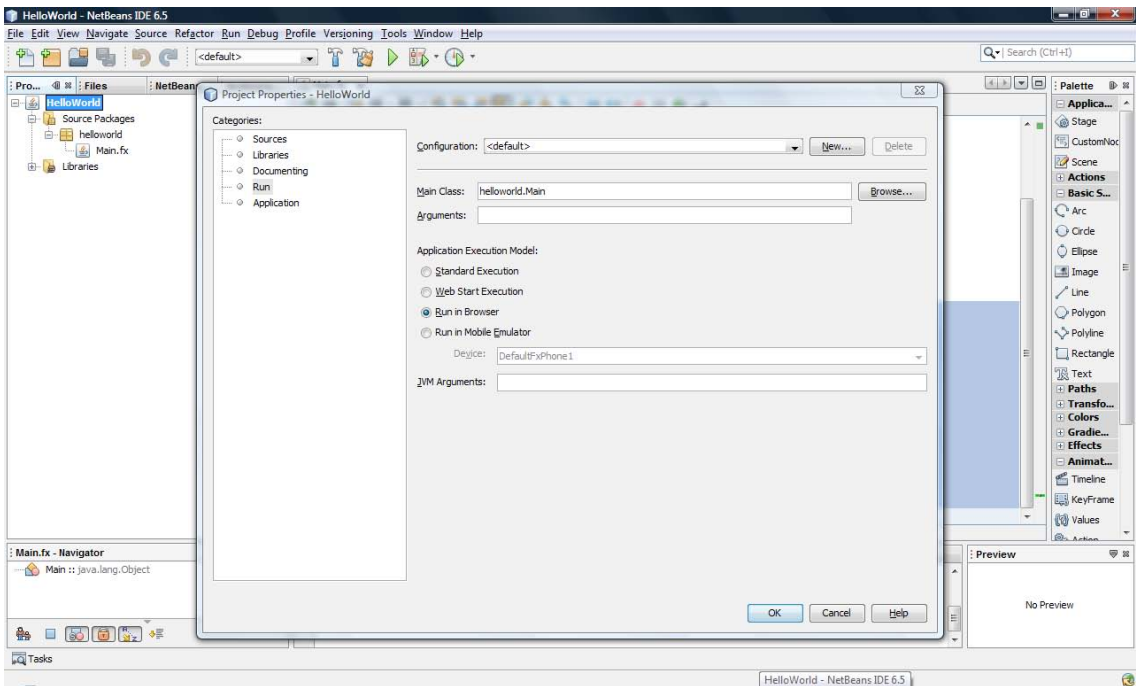 HelloWorld - NetBeans IDE 6.5
File Edit View Navigate Source Refactor Run Debug Profile Versioning Tools Window Help
<default>
Search (Ctrl+I)
Pro... Files NetBean
HelloWorld
Source Packages
helloworld
Main.fx
Libraries
Project Properties - HelloWorld
Categories:
Sources
Libraries
Documenting
Run
Application
Configuration: <default> New... Delete
Main Class: helloworld.Main Browse...
Arguments:
Application Execution Model:
Standard Execution
Web Start Execution
Run in Browser
Run in Mobile Emulator
Device: DefaultFxPhone1
JVM Arguments:
OK Cancel Help
Palette
Applica...
Stage
CustomNoc
Scene
Actions
Basic S...
Arc
Circle
Ellipse
Image
Line
Polygon
Polyline
Rectangle
Text
Paths
Transfo...
Colors
Gradie...
Effects
Animat...
Timeline
KeyFrame
Values
Action
Main.fx - Navigator
Main :: java.lang.Object
Preview
No Preview
Tasks
HelloWorld - NetBeans IDE 6.5